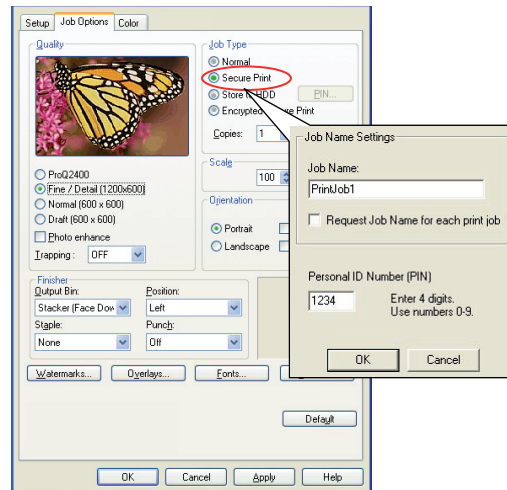 Setup Job Options Color
Quality
ProQ2400
Fine / Detail (1200x600)
Normal (600 x 600)
Draft (600 x 600)
Photo enhance
Trapping : OFF
Job Type
Normal
Secure Print
Store to HDD PIN...
Encrypted Secure Print
Copies: 1
Scale
100
Orientation
Portrait
Landscape
Finisher
Output Bin: Position:
Stacker (Face Dow Left
Staple: Punch:
None Off
Watermarks... Overlays... Fonts...
Default
OK Cancel Apply Help
Job Name Settings
Job Name:
PrintJob1
Request Job Name for each print job
Personal ID Number (PIN)
1234 Enter 4 digits.
Use numbers 0-9.
OK Cancel